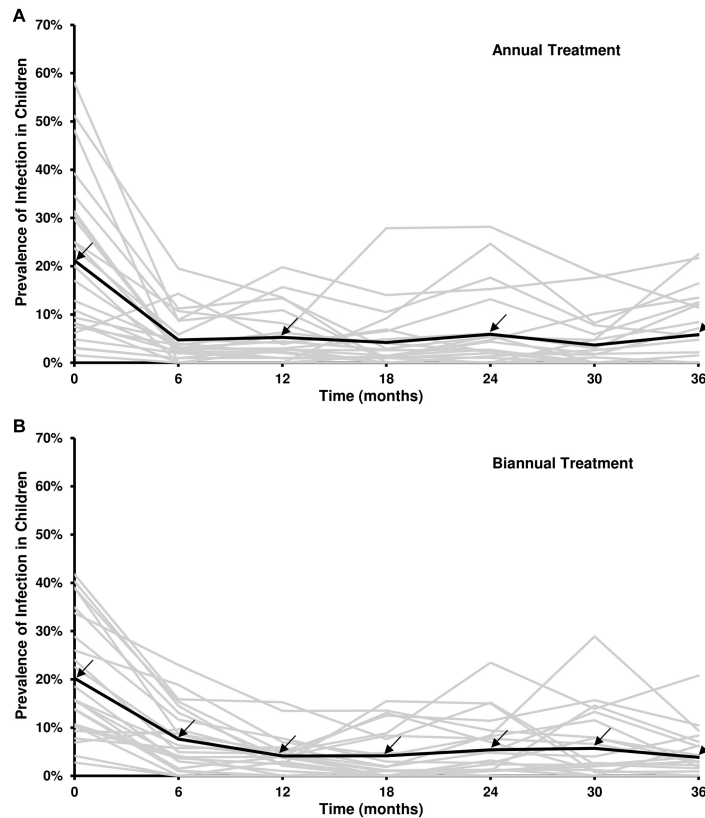 A
70%
Annual Treatment
60%
50%
40%
30%
20%
10%
0%
Prevalence of Infection in Children
0 6 12 18 24 30 36
Time (months)
B
70%
Biannual Treatment
60%
50%
40%
30%
20%
10%
0%
Prevalence of Infection in Children
0 6 12 18 24 30 36
Time (months)